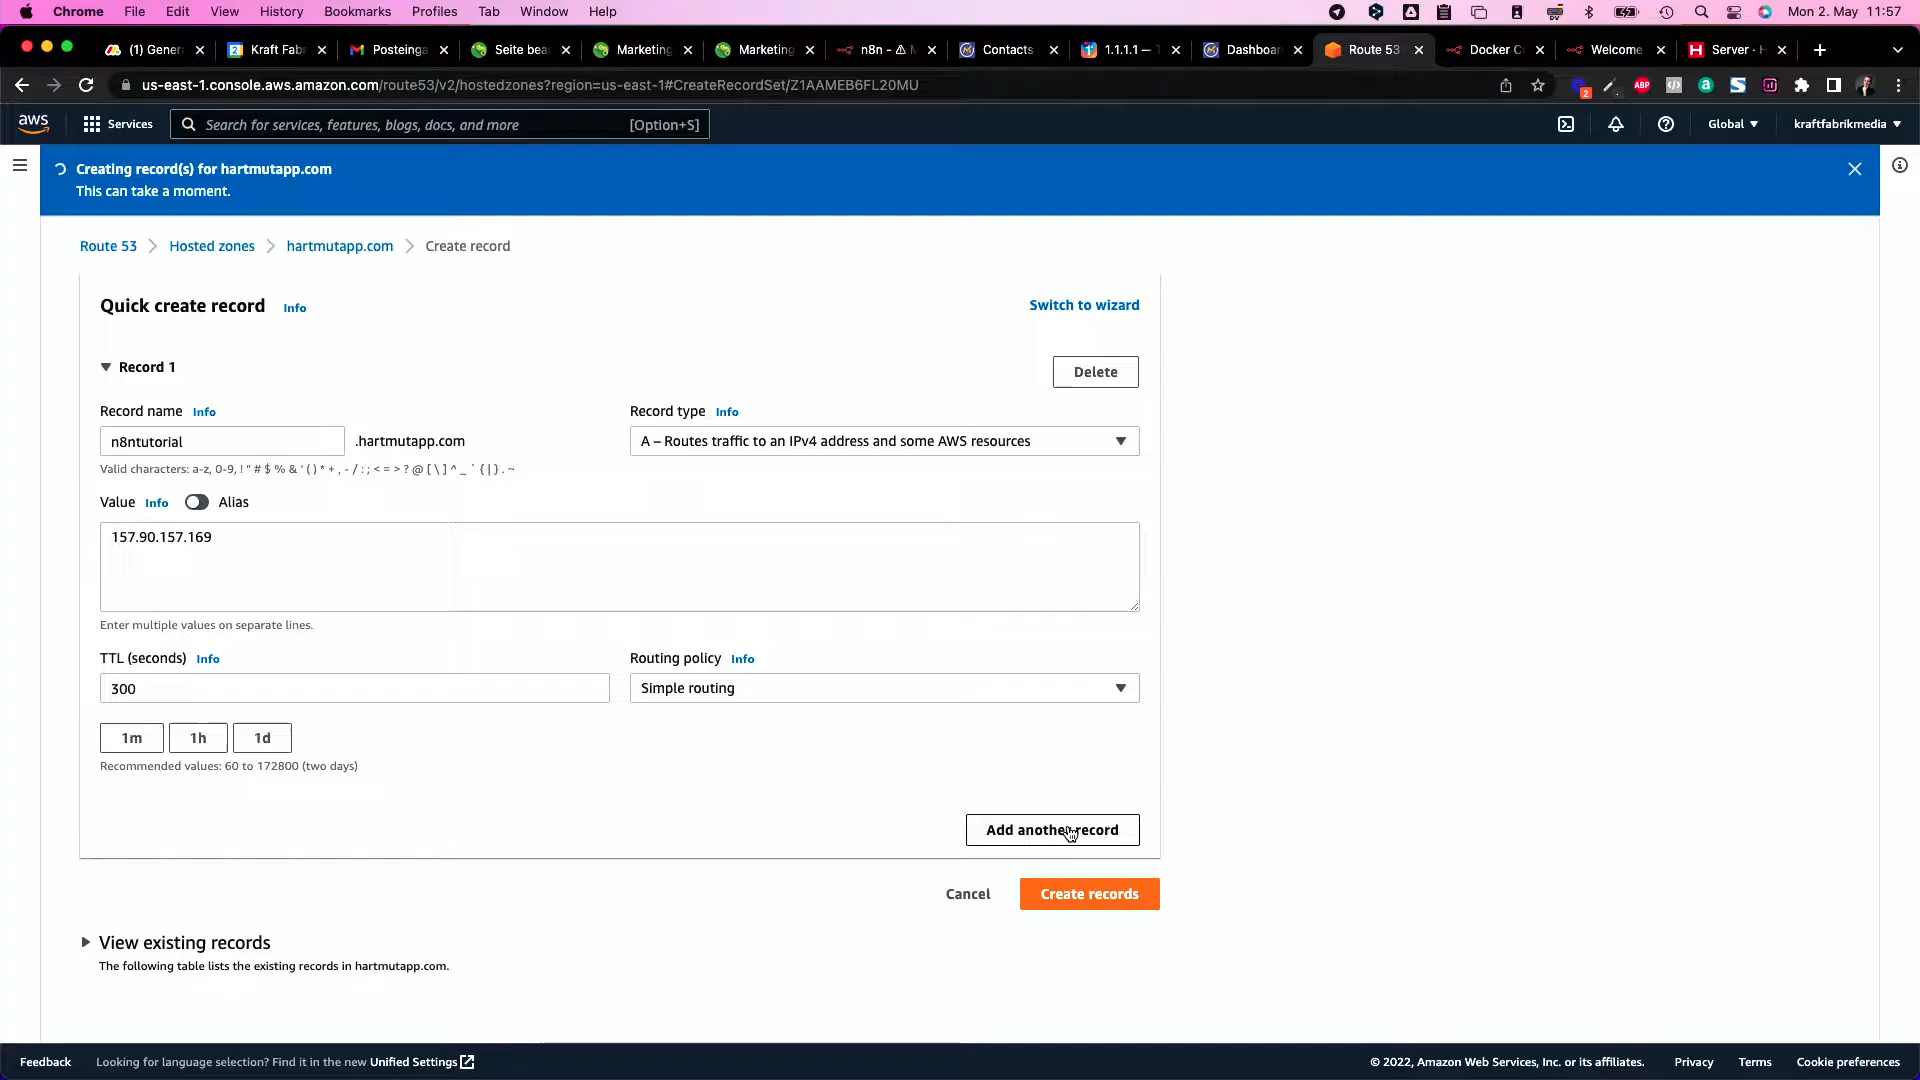 Chrome File Edit View History Bookmarks Profiles Tab Window Help Mon 2. May 11:57
(1) Gener Kraft Fab Posteinga Seite bea Marketing Marketing n8n - Contacts 1.1.1.1 — Dashboar Route 53 Docker C Welcome Server · H
us-east-1.console.aws.amazon.com/route53/v2/hostedzones?region=us-east-1#CreateRecordSet/Z1AAMEB6FL20MU 2 ABP
aws Services Search for services, features, blogs, docs, and more [Option+S] Global kraftfabrikmedia
Creating record(s) for hartmutapp.com
This can take a moment.
Route 53 Hosted zones hartmutapp.com Create record
Quick create record Info Switch to wizard
Record 1 Delete
Record name Info Record type Info
n8ntutorial .hartmutapp.com A – Routes traffic to an IPv4 address and some AWS resources
Valid characters: a-z, 0-9, ! " # $ % & ' ( ) * + , - / : ; < = > ? @ [ \ ] ^ _ ` { | } . ~
Value Info Alias
157.90.157.169
Enter multiple values on separate lines.
TTL (seconds) Info Routing policy Info
300 Simple routing
1m 1h 1d
Recommended values: 60 to 172800 (two days)
Add another record
Cancel Create records
View existing records
The following table lists the existing records in hartmutapp.com.
Feedback Looking for language selection? Find it in the new Unified Settings © 2022, Amazon Web Services, Inc. or its affiliates. Privacy Terms Cookie preferences